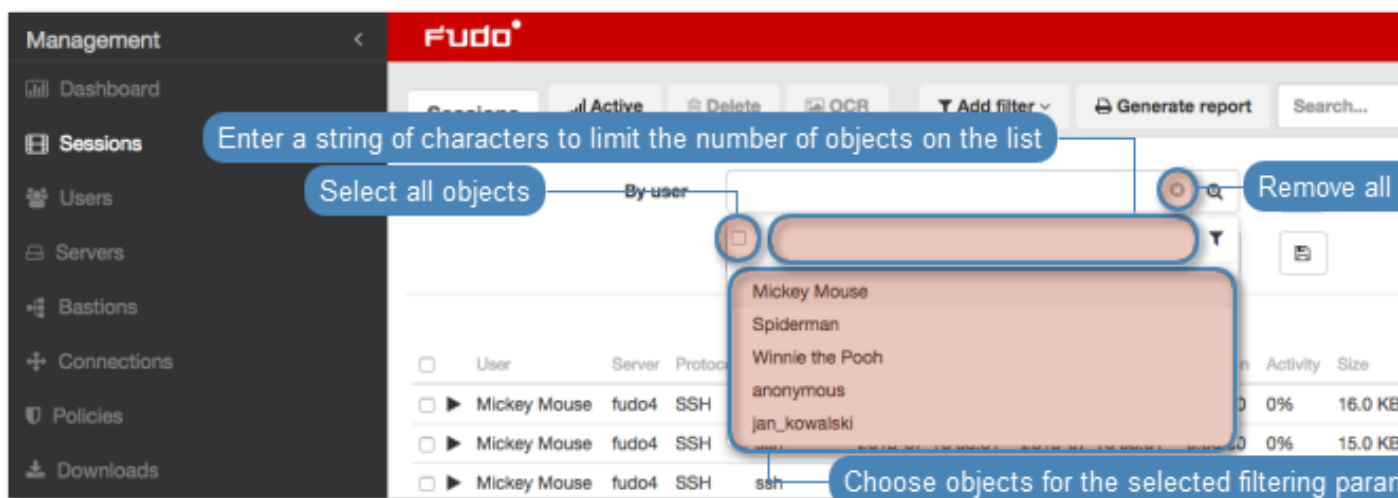 Management
Fudo
Dashboard
Sessions Active Delete OCR Add filter Generate report Search...
Sessions
Enter a string of characters to limit the number of objects on the list
Select all objects By user Remove all
Users
Servers
Mickey Mouse
Bastions
Spiderman
Winnie the Pooh
Connections
User Server Activity Size
anonymous
Mickey Mouse fudo4 SSH 0% 16.0 KB
Policies
jan_kowalski
Mickey Mouse fudo4 SSH 0% 15.0 KB
Downloads
Mickey Mouse fudo4 SSH ssh
Choose objects for the selected filtering